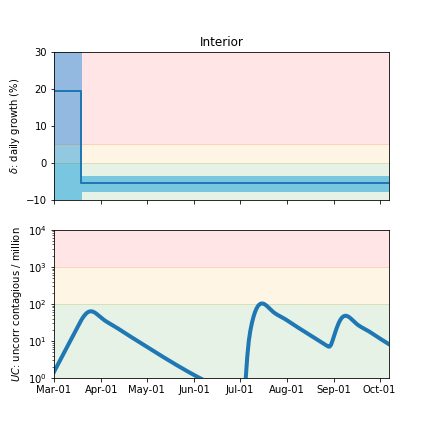 Interior
δ: daily growth (%)
30
20
10
0
−10
UC: uncorr contagious / million
10⁴
10³
10²
10¹
10⁰
Mar-01 Apr-01 May-01 Jun-01 Jul-01 Aug-01 Sep-01 Oct-01